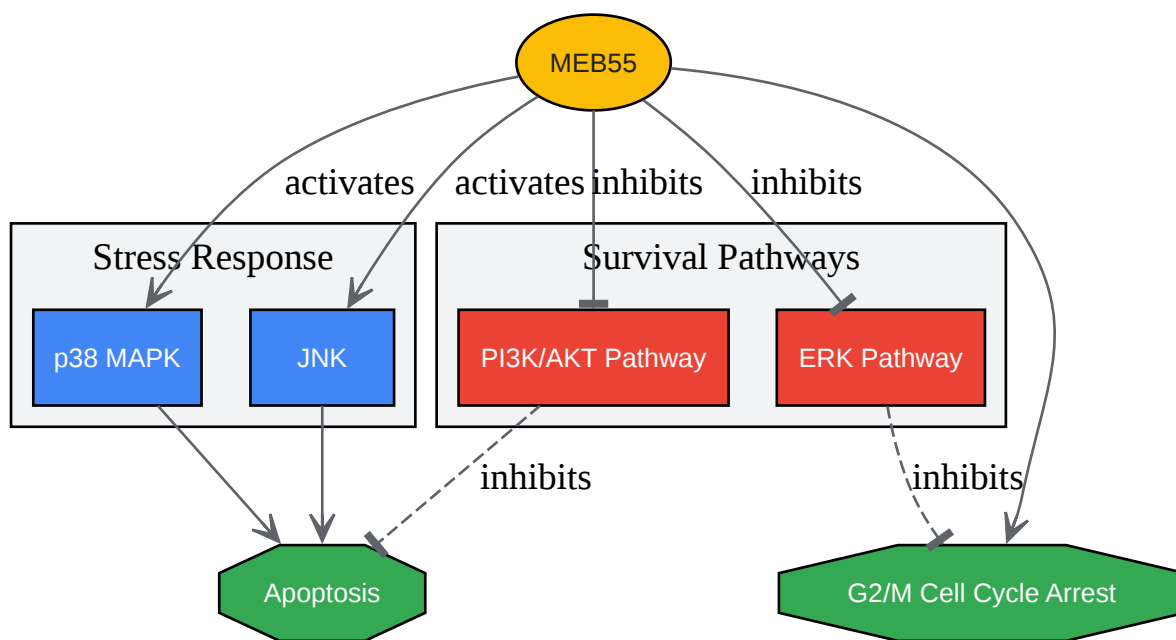 MEB55
activates
activates
inhibits
inhibits
Stress Response
Survival Pathways
p38 MAPK
JNK
PI3K/AKT Pathway
ERK Pathway
inhibits
inhibits
Apoptosis
G2/M Cell Cycle Arrest